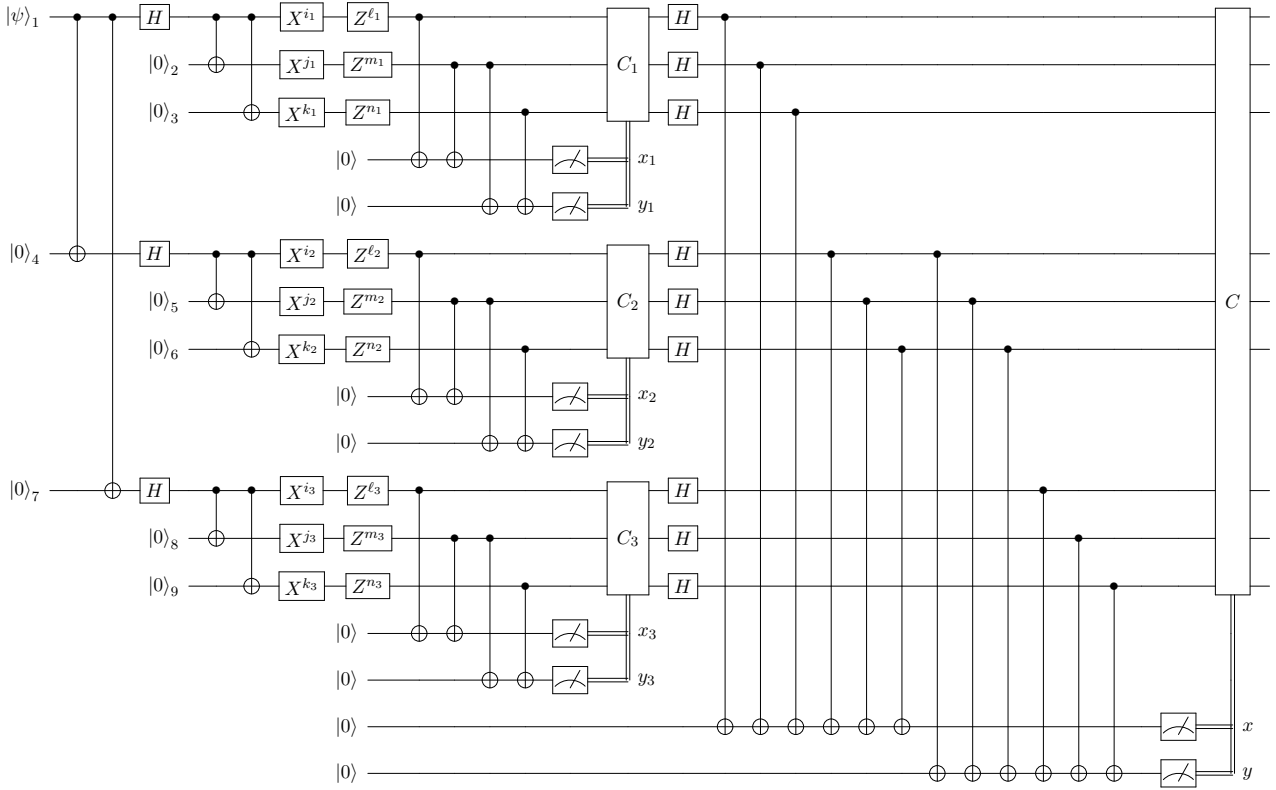 |ψ⟩₁ H X^{i₁} Z^{ℓ₁} H
|0⟩₂ X^{j₁} Z^{m₁} C₁ H
|0⟩₃ X^{k₁} Z^{n₁} H
|0⟩ x₁
|0⟩ y₁
|0⟩₄ H X^{i₂} Z^{ℓ₂} H
|0⟩₅ X^{j₂} Z^{m₂} C₂ H C
|0⟩₆ X^{k₂} Z^{n₂} H
|0⟩ x₂
|0⟩ y₂
|0⟩₇ H X^{i₃} Z^{ℓ₃} H
|0⟩₈ X^{j₃} Z^{m₃} C₃ H
|0⟩₉ X^{k₃} Z^{n₃} H
|0⟩ x₃
|0⟩ y₃
|0⟩ x
|0⟩ y